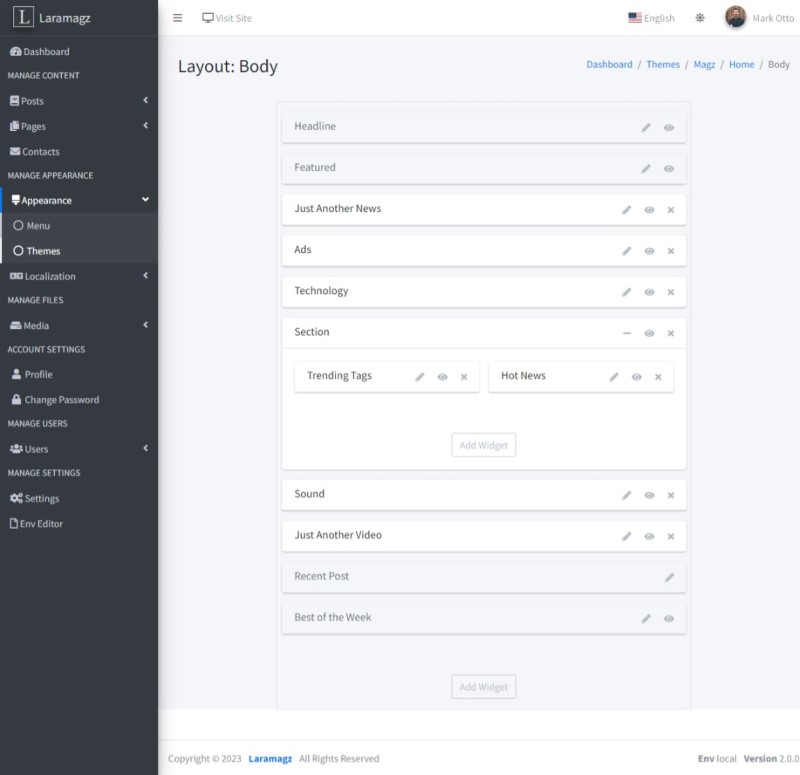 L Laramagz
Visit Site
English
Mark Otto
Dashboard
MANAGE CONTENT
Posts
Pages
Contacts
MANAGE APPEARANCE
Appearance
Menu
Themes
Localization
MANAGE FILES
Media
ACCOUNT SETTINGS
Profile
Change Password
MANAGE USERS
Users
MANAGE SETTINGS
Settings
Env Editor
Layout: Body
Dashboard / Themes / Magz / Home / Body
Headline
Featured
Just Another News
Ads
Technology
Section
Trending Tags
Hot News
Add Widget
Sound
Just Another Video
Recent Post
Best of the Week
Add Widget
Copyright © 2023 Laramagz All Rights Reserved
Env local Version 2.0.0